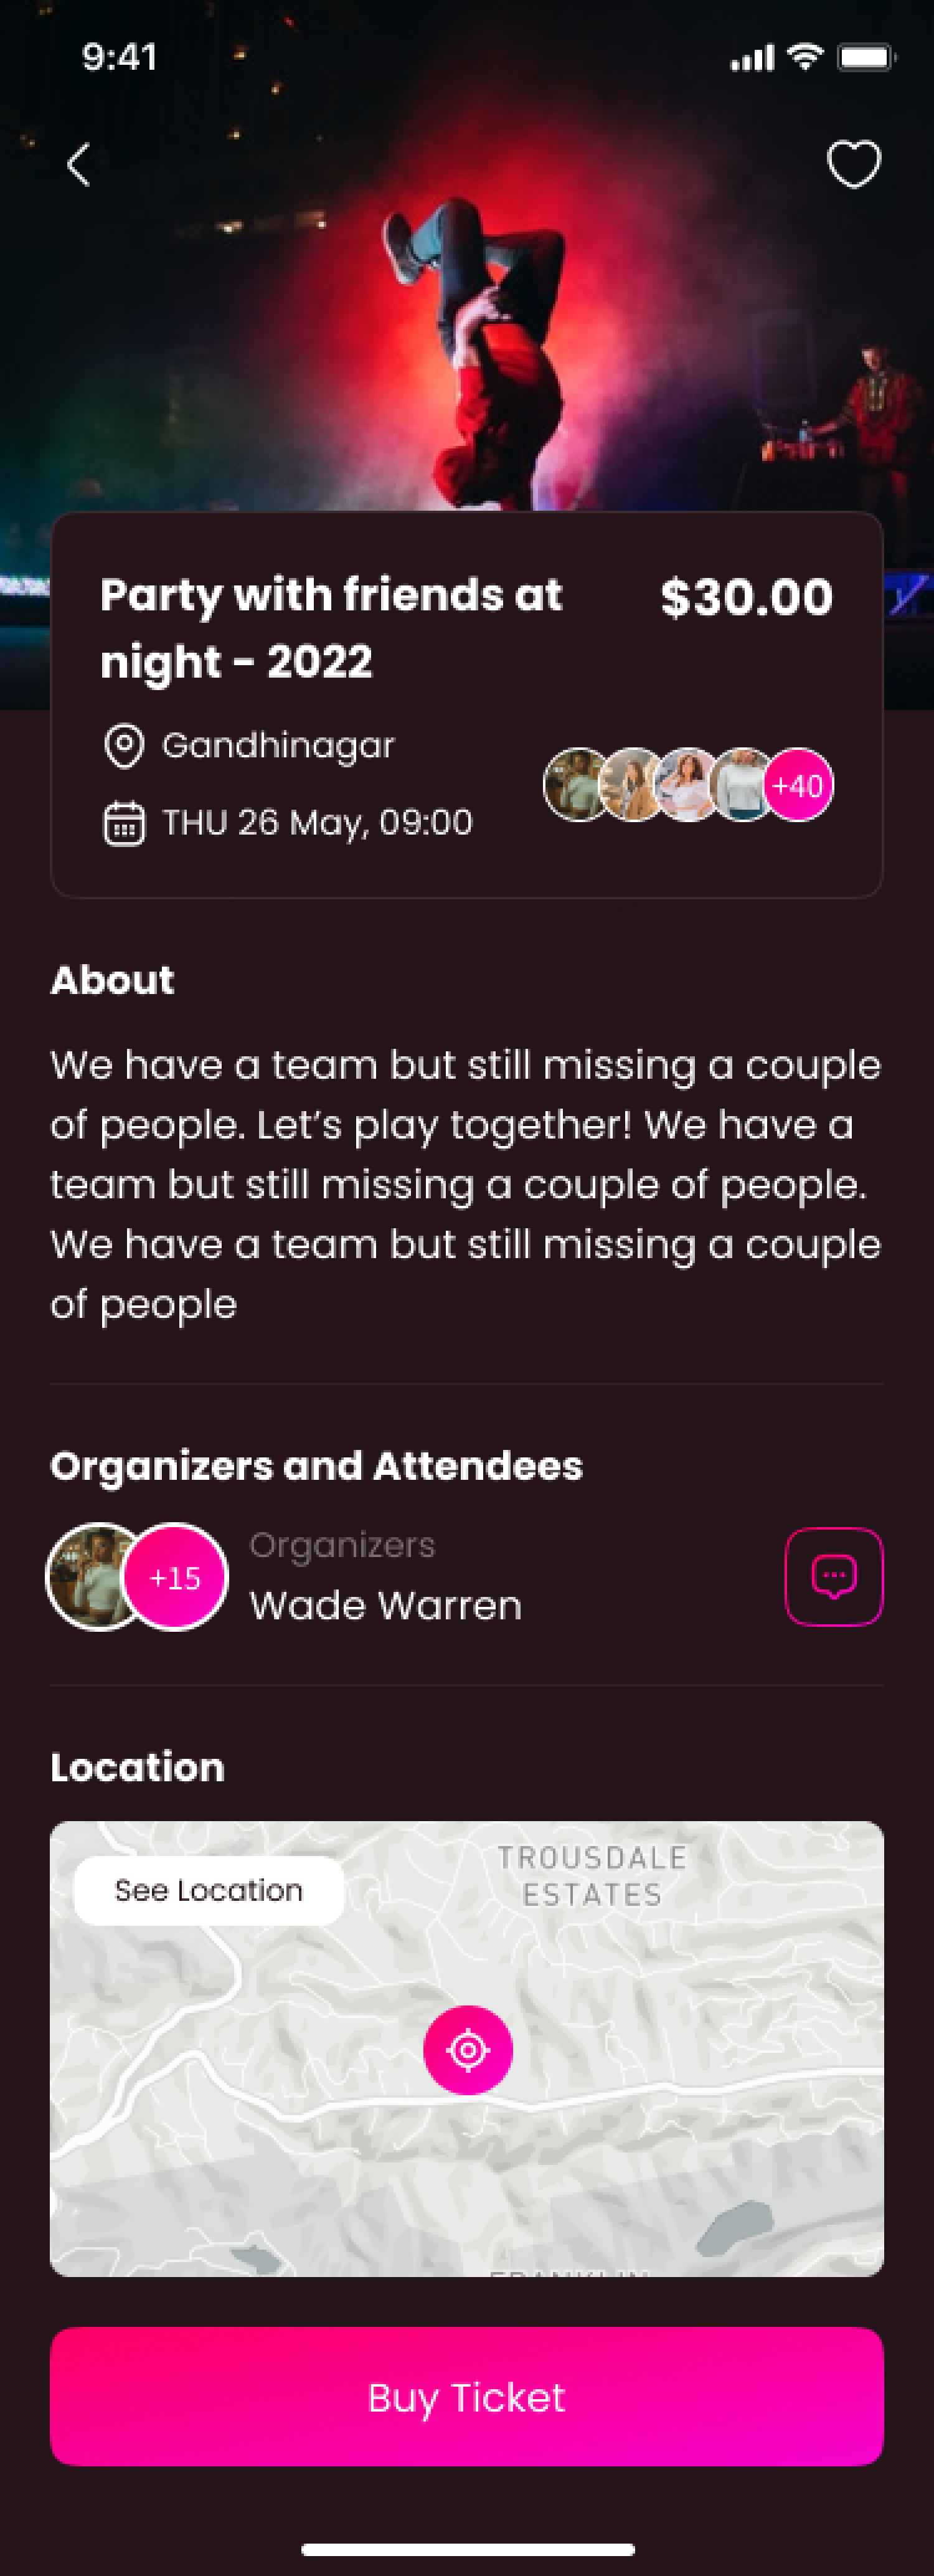 9:41
Party with friends at
night - 2022
$30.00
Gandhinagar
THU 26 May, 09:00
+40
About
We have a team but still missing a couple
of people. Let’s play together! We have a
team but still missing a couple of people.
We have a team but still missing a couple
of people
Organizers and Attendees
+15
Organizers
Wade Warren
Location
See Location
TROUSDALE
ESTATES
FRANKLIN
Buy Ticket